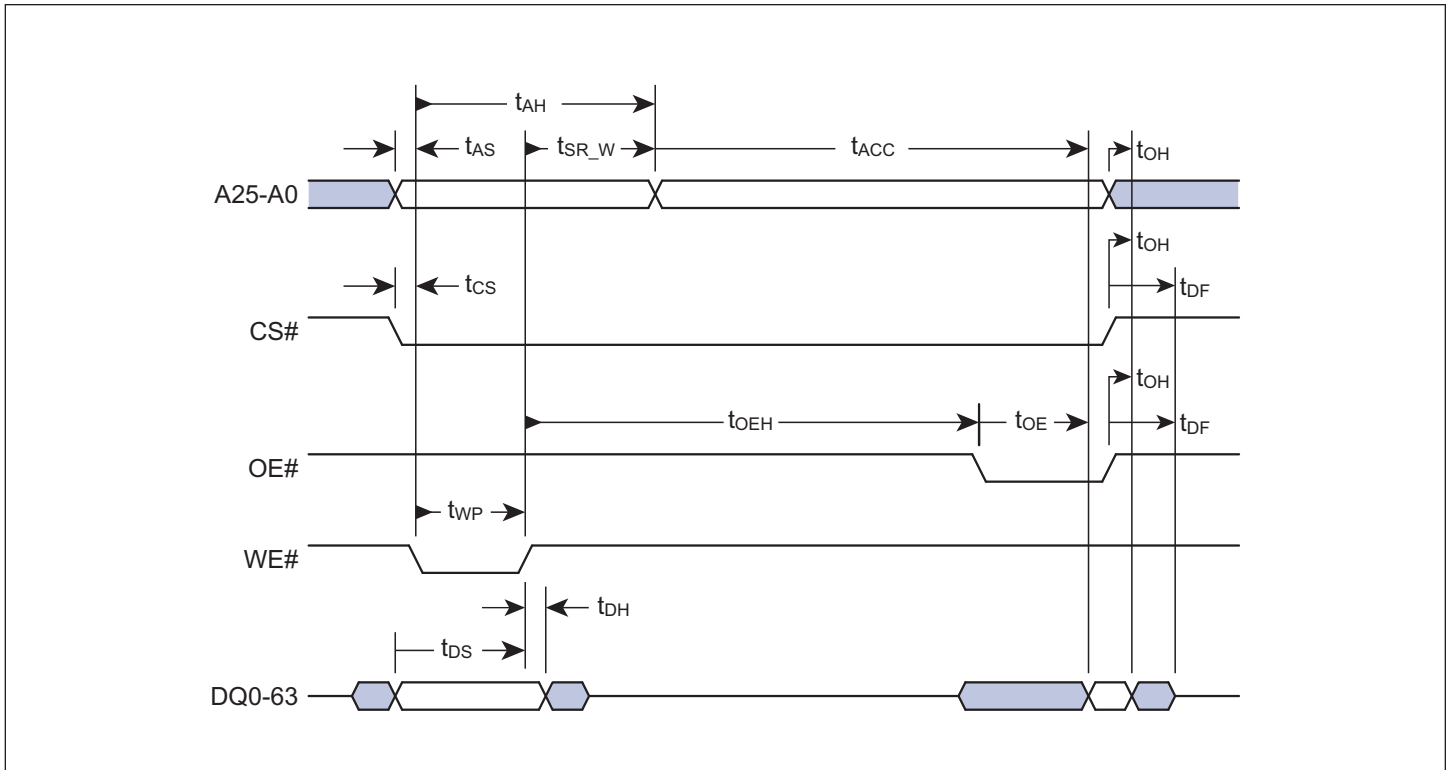 tAH
tAS tSR_W tACC tOH
A25-A0
tOH
tCS tDF
CS#
tOH
tOEH tOE tDF
OE#
tWP
WE#
tDH
tDS
DQ0-63